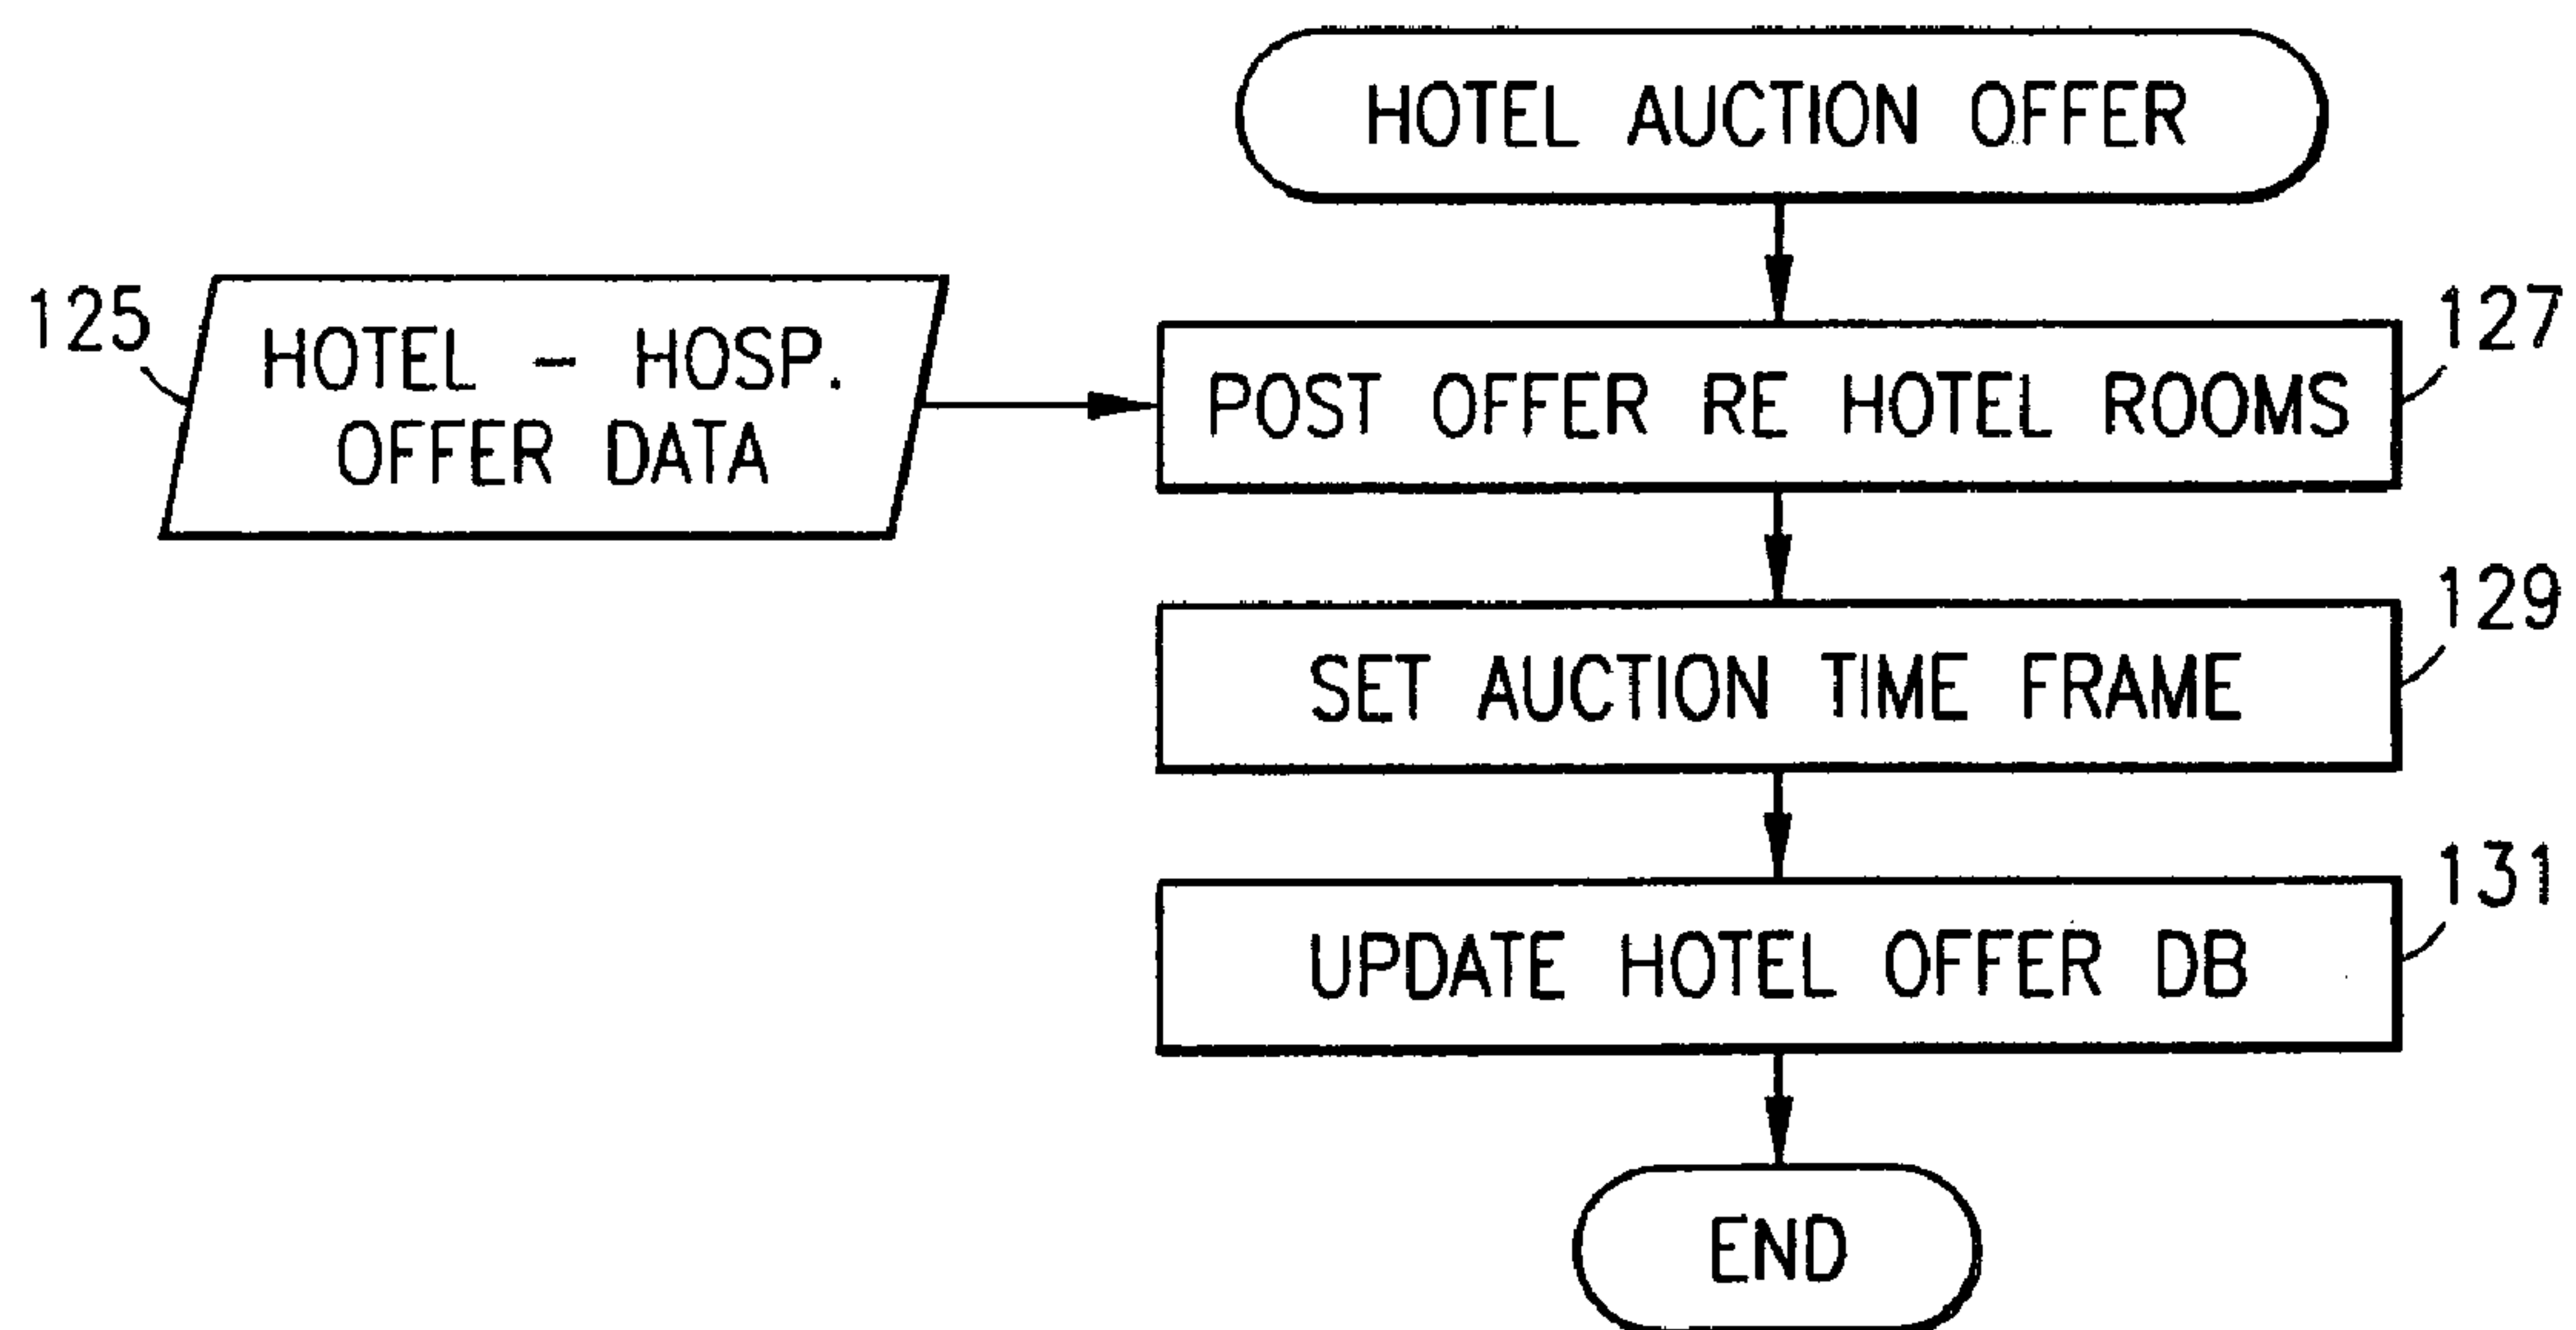 HOTEL AUCTION OFFER
125
HOTEL – HOSP.
OFFER DATA
POST OFFER RE HOTEL ROOMS
127
SET AUCTION TIME FRAME
129
UPDATE HOTEL OFFER DB
131
END